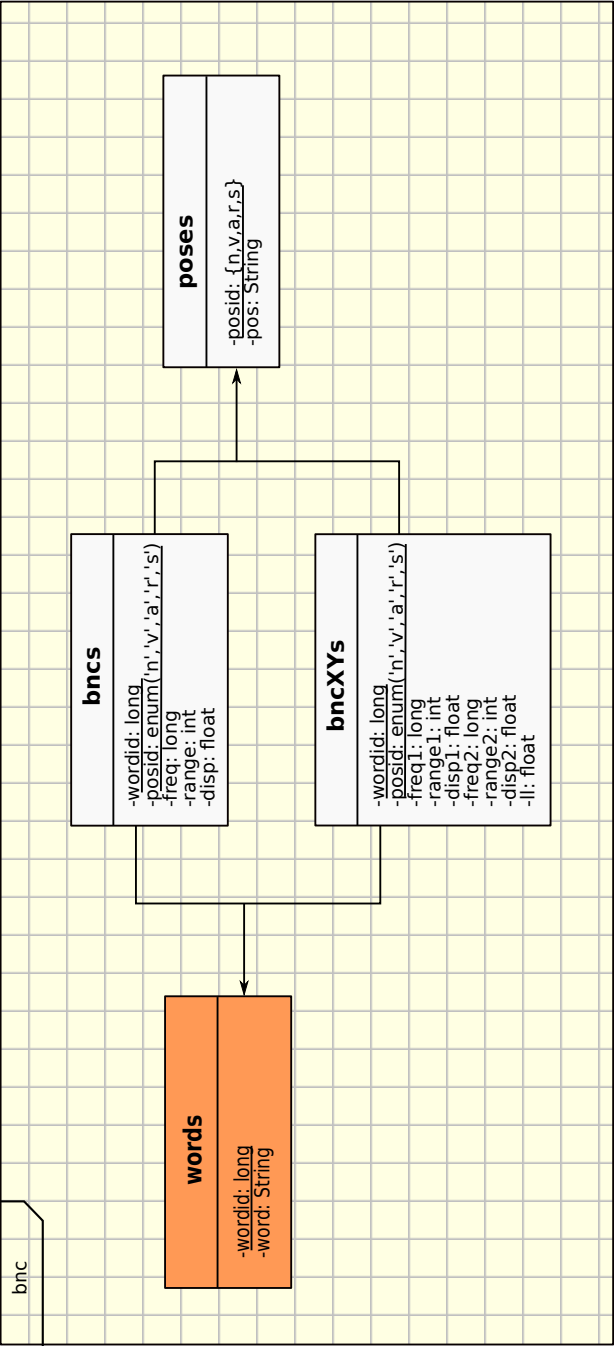 bnc
words
-wordid: long
-word: String
bncs
-wordid: long
-posid: enum('n','v','a','r','s')
-freq: long
-range: int
-disp: float
bncXYs
-wordid: long
-posid: enum('n','v','a','r','s')
-freq1: long
-range1: int
-disp1: float
-freq2: long
-range2: int
-disp2: float
-ll: float
poses
-posid: {n,v,a,r,s}
-pos: String